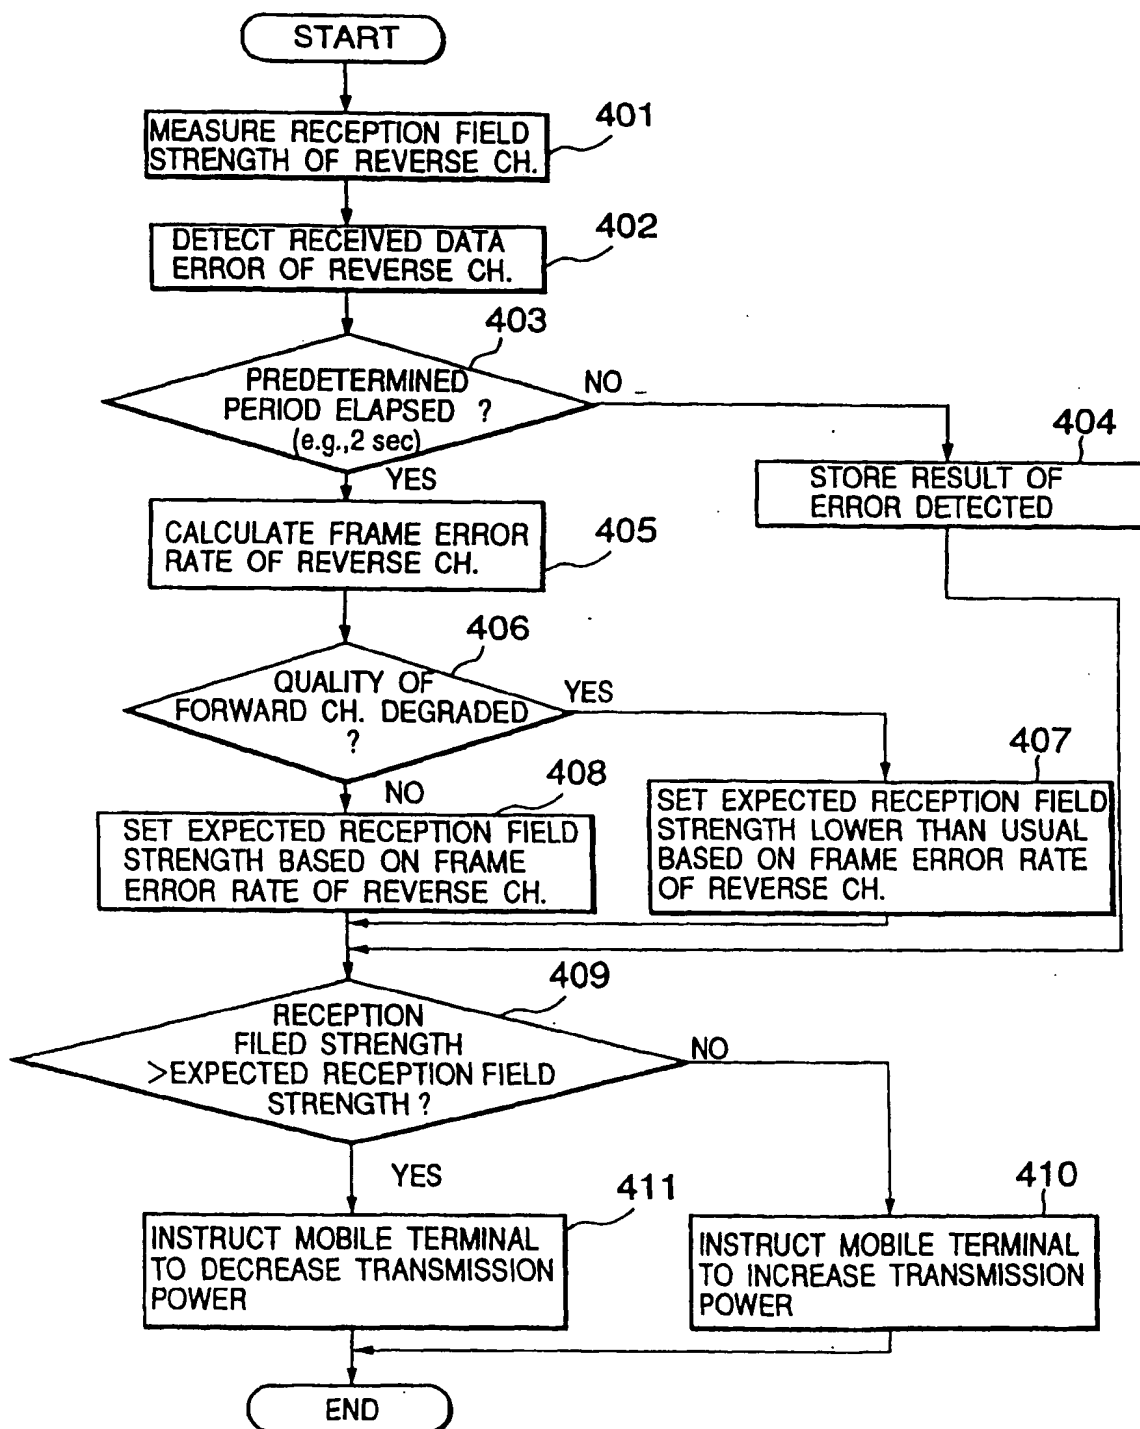 START
MEASURE RECEPTION FIELD
STRENGTH OF REVERSE CH.
401
DETECT RECEIVED DATA
ERROR OF REVERSE CH.
402
403
PREDETERMINED
PERIOD ELAPSED ?
(e.g.,2 sec)
NO
YES
404
STORE RESULT OF
ERROR DETECTED
CALCULATE FRAME ERROR
RATE OF REVERSE CH.
405
406
QUALITY OF
FORWARD CH. DEGRADED
?
YES
NO
407
SET EXPECTED RECEPTION FIELD
STRENGTH LOWER THAN USUAL
BASED ON FRAME ERROR RATE
OF REVERSE CH.
408
SET EXPECTED RECEPTION FIELD
STRENGTH BASED ON FRAME
ERROR RATE OF REVERSE CH.
409
RECEPTION
FILED STRENGTH
>EXPECTED RECEPTION FIELD
STRENGTH ?
NO
YES
411
INSTRUCT MOBILE TERMINAL
TO DECREASE TRANSMISSION
POWER
410
INSTRUCT MOBILE TERMINAL
TO INCREASE TRANSMISSION
POWER
END